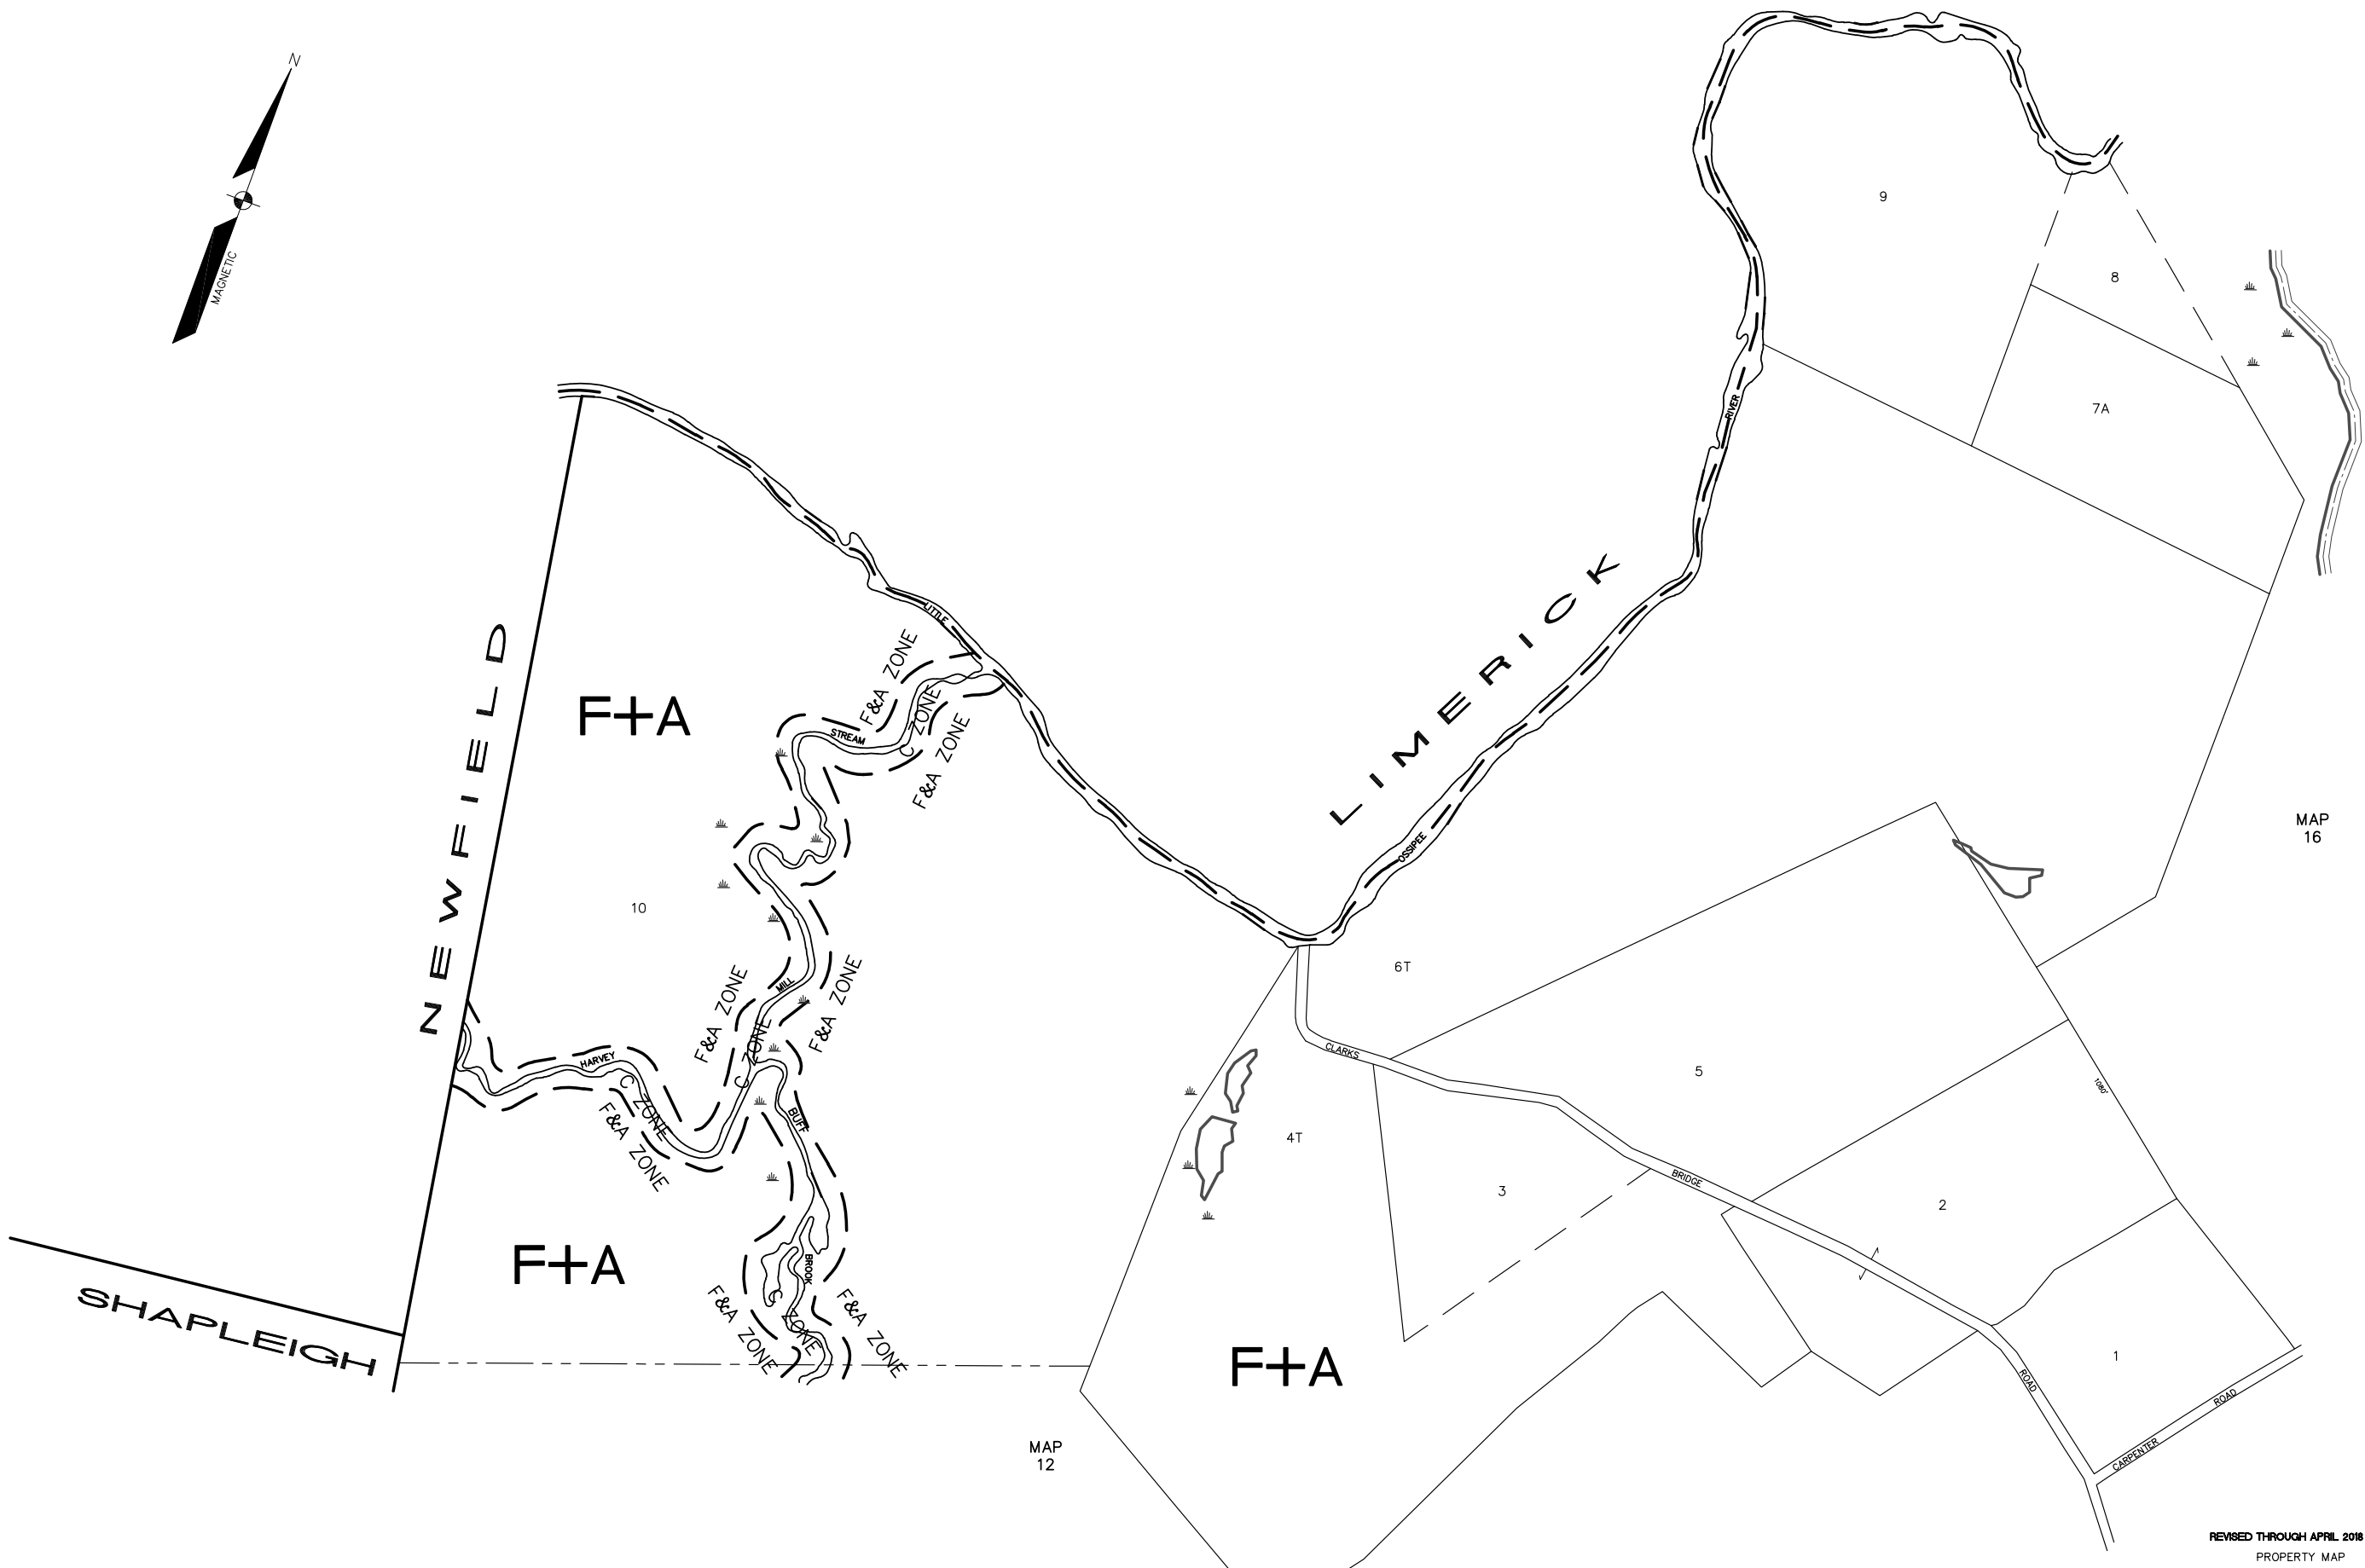 N
MAGNETIC
9
8
7A
RIVER
LITTLE
LIMERICK
NEWFIELD
F+A
F&A ZONE
C ZONE
F&A ZONE
STREAM
OSSIPEE
MAP
16
10
6T
F&A ZONE
MILL
F&A ZONE
C ZONE
HARVEY
C ZONE
F&A ZONE
BUFF
CLARKS
5
1080'
4T
3
BRIDGE
2
F+A
BROOK
C ZONE
F&A ZONE
F&A ZONE
SHAPLEIGH
F+A
1
ROAD
ROAD
CARPENTER
MAP
12
REVISED THROUGH APRIL 2018
PROPERTY MAP